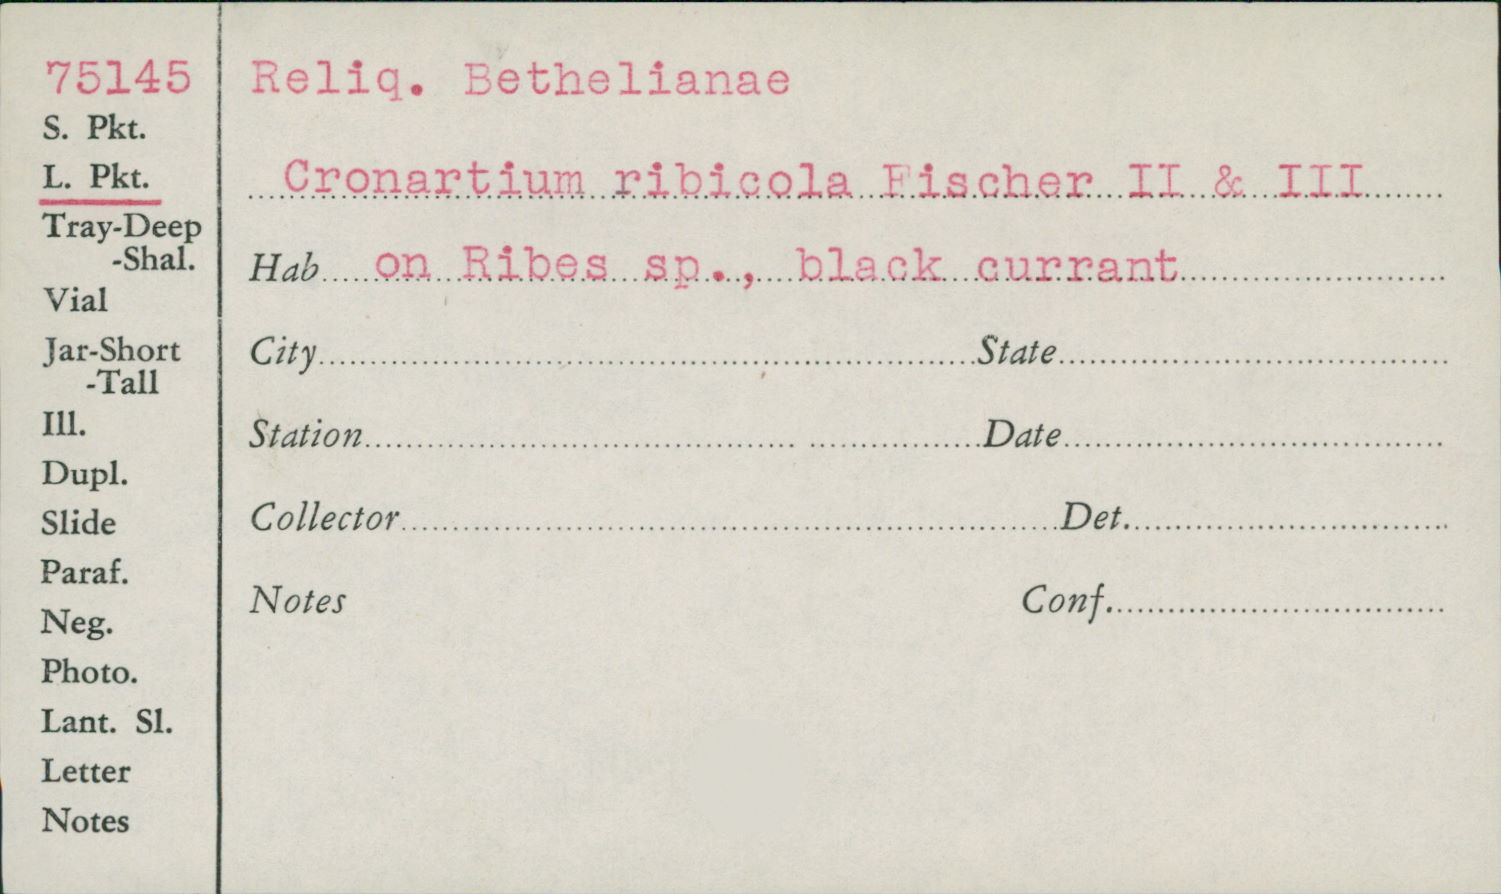 75145
S. Pkt.
L. Pkt.
Tray-Deep
-Shal.
Vial
Jar-Short
-Tall
Ill.
Dupl.
Slide
Paraf.
Neg.
Photo.
Lant. Sl.
Letter
Notes
Reliq. Bethelianae
Cronartium ribicola Fischer II & III
Hab on Ribes sp., black currant
City State
Station Date
Collector Det.
Notes Conf.